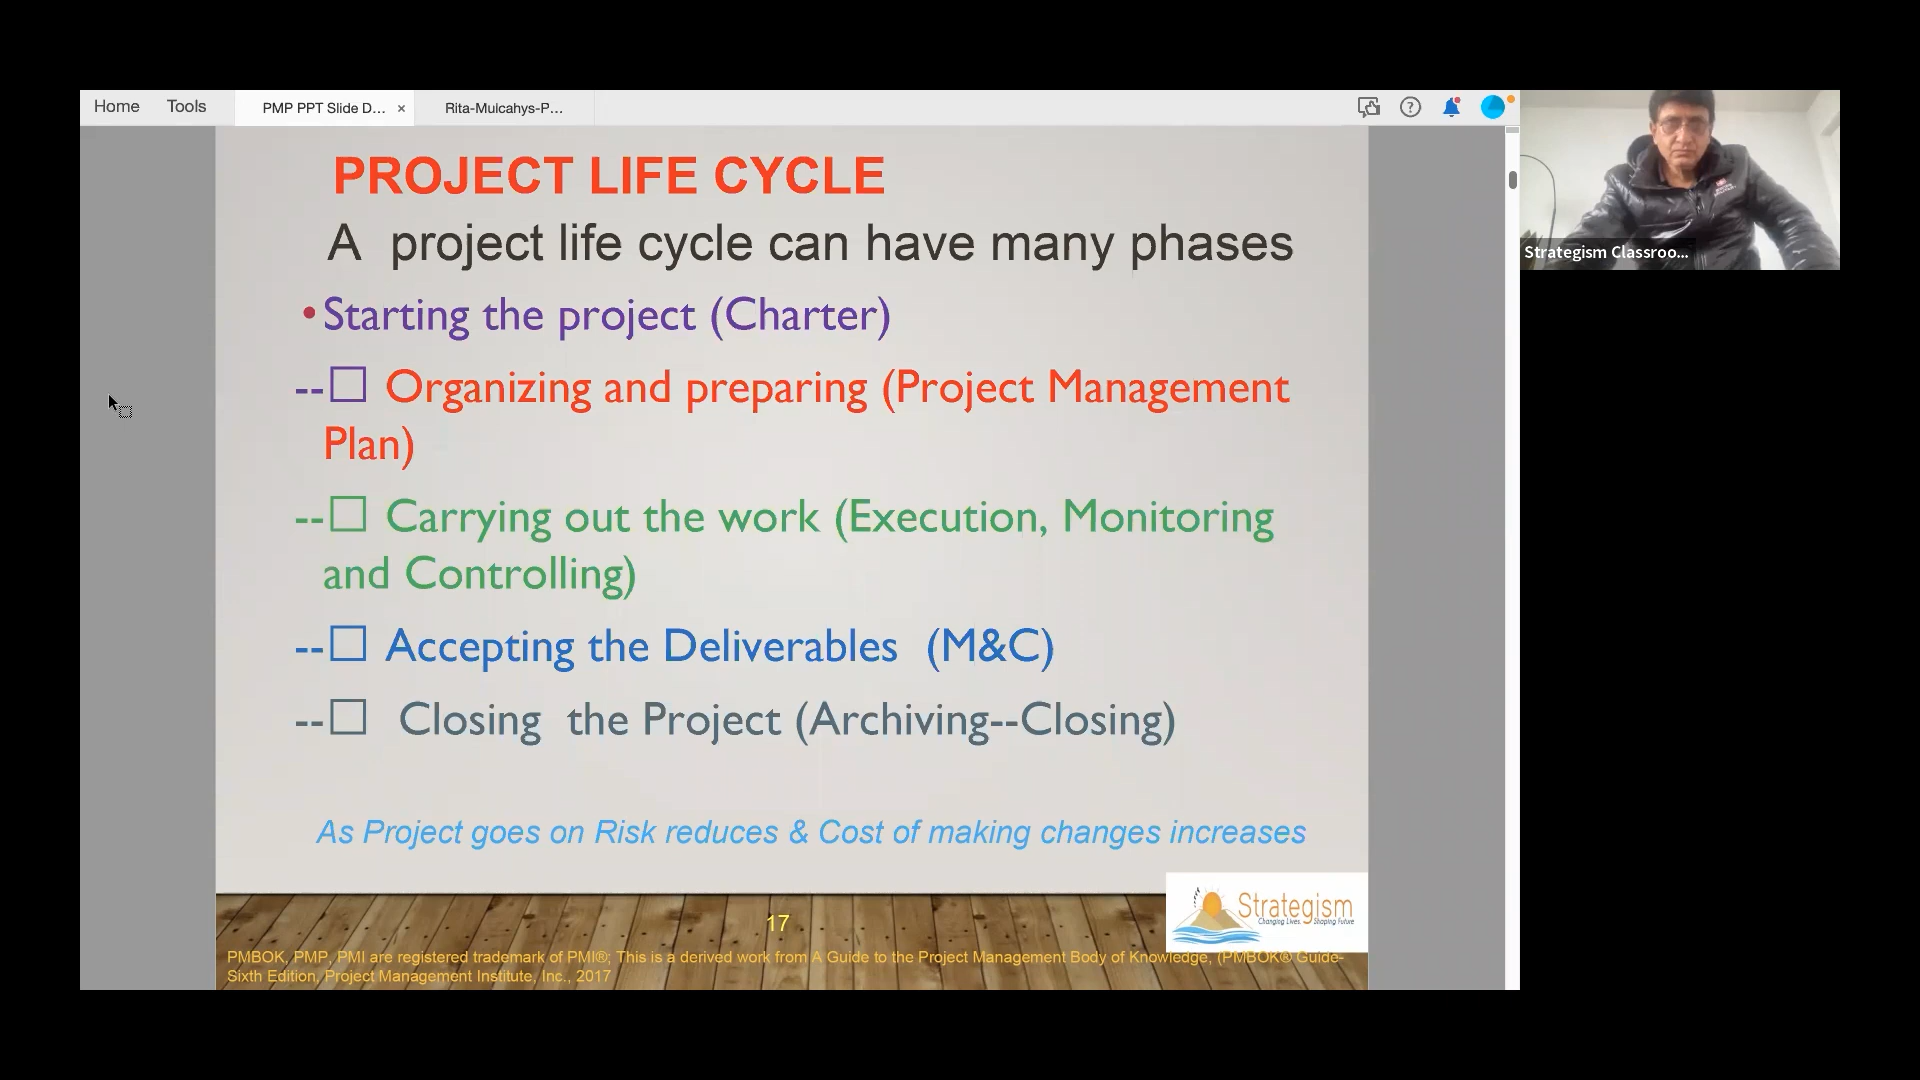 Home Tools PMP PPT Slide D... × Rita-Mulcahys-P...
PROJECT LIFE CYCLE
A project life cycle can have many phases
•Starting the project (Charter)
--☐ Organizing and preparing (Project Management
Plan)
--☐ Carrying out the work (Execution, Monitoring
and Controlling)
--☐ Accepting the Deliverables (M&C)
--☐ Closing the Project (Archiving--Closing)
As Project goes on Risk reduces & Cost of making changes increases
Strategism
Changing Lives. Shaping Future
17
PMBOK, PMP, PMI are registered trademark of PMI®; This is a derived work from A Guide to the Project Management Body of Knowledge, (PMBOK® Guide-
Sixth Edition, Project Management Institute, Inc., 2017
Strategism Classroo...